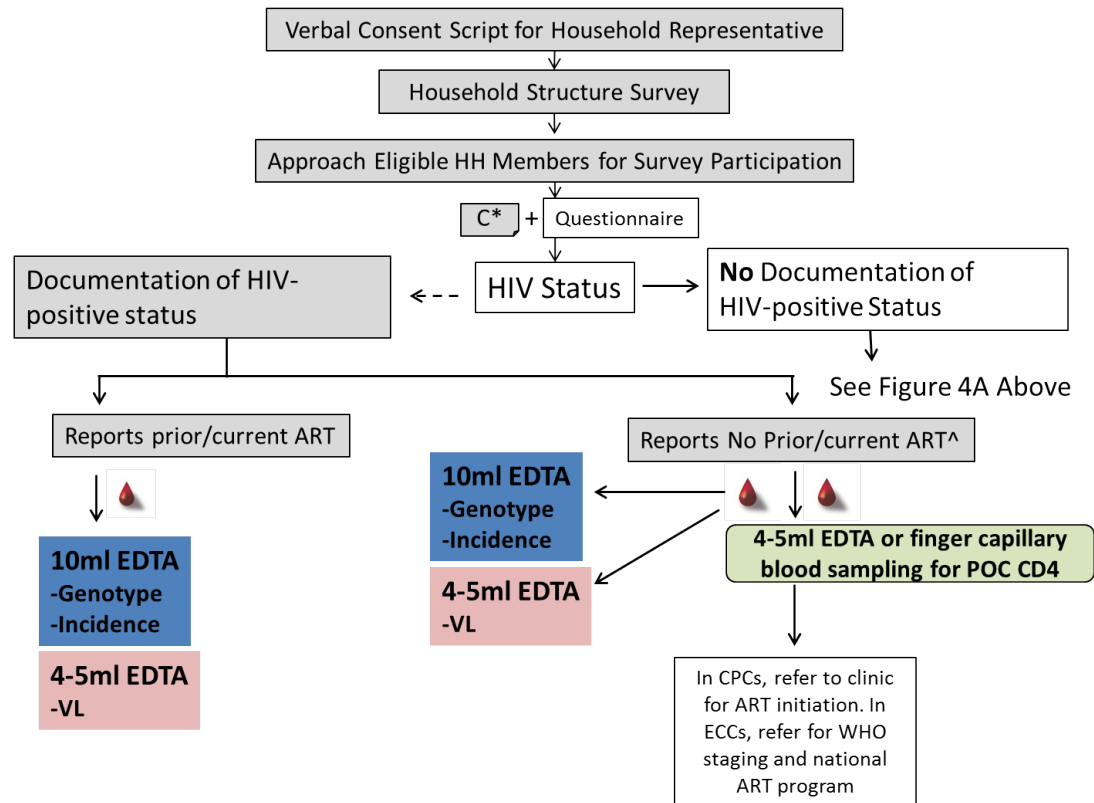 Verbal Consent Script for Household Representative
Household Structure Survey
Approach Eligible HH Members for Survey Participation
C* + Questionnaire
Documentation of HIV-
positive status
HIV Status
No Documentation of
HIV-positive Status
See Figure 4A Above
Reports prior/current ART
Reports No Prior/current ART^
10ml EDTA
-Genotype
-Incidence
4-5ml EDTA
-VL
10ml EDTA
-Genotype
-Incidence
4-5ml EDTA
-VL
4-5ml EDTA or finger capillary
blood sampling for POC CD4
In CPCs, refer to clinic
for ART initiation. In
ECCs, refer for WHO
staging and national
ART program